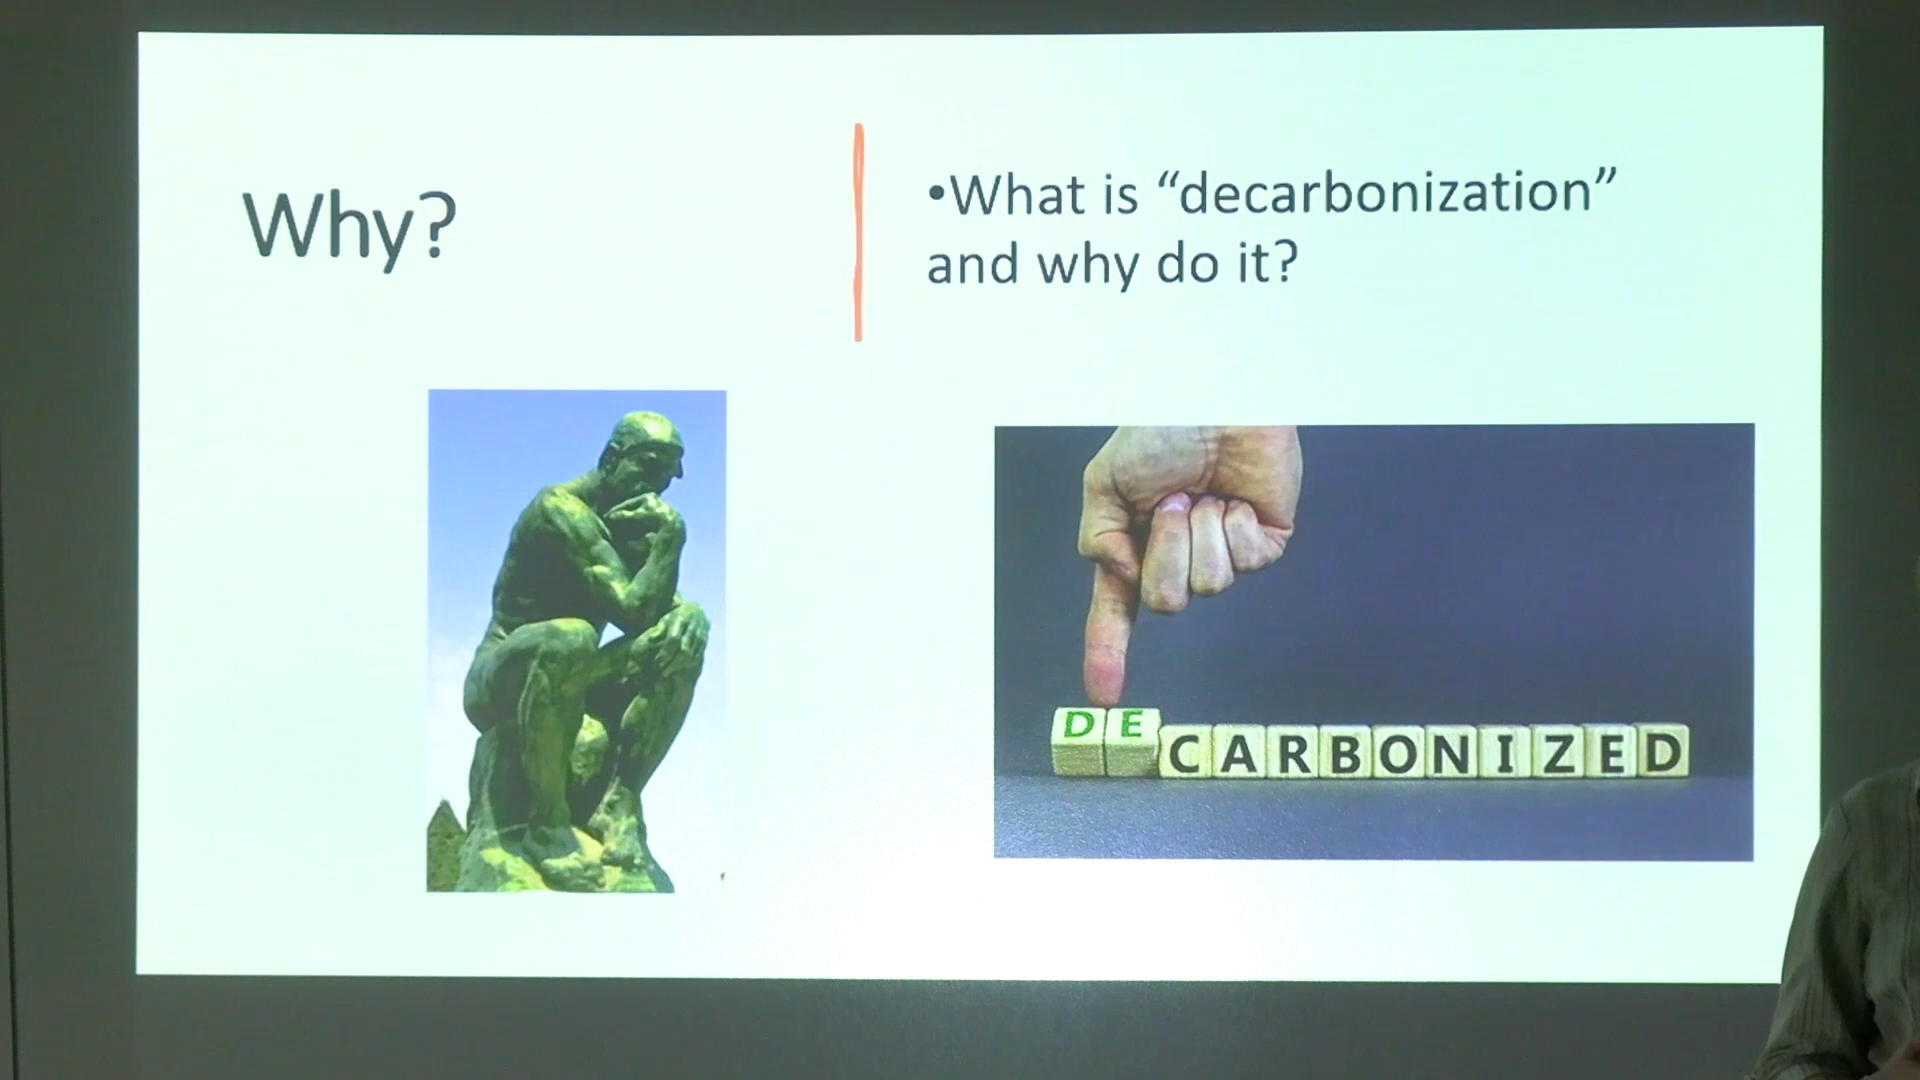 Why?
•What is “decarbonization”
and why do it?
DECARBONIZED